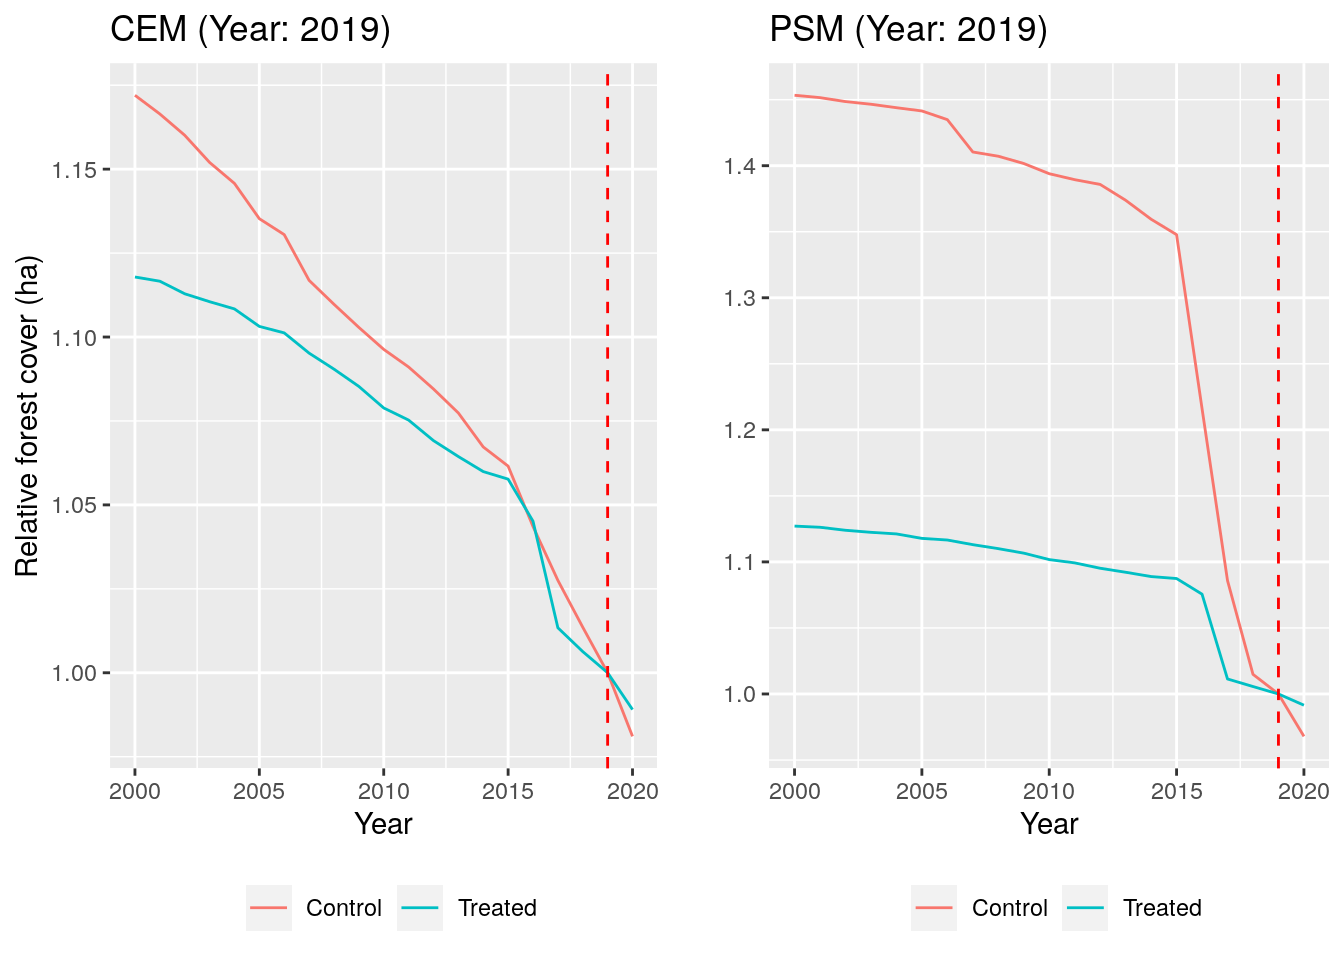 CEM (Year: 2019)
Relative forest cover (ha)
1.15
1.10
1.05
1.00
2000 2005 2010 2015 2020
Year
Control Treated
PSM (Year: 2019)
1.4
1.3
1.2
1.1
1.0
2000 2005 2010 2015 2020
Year
Control Treated